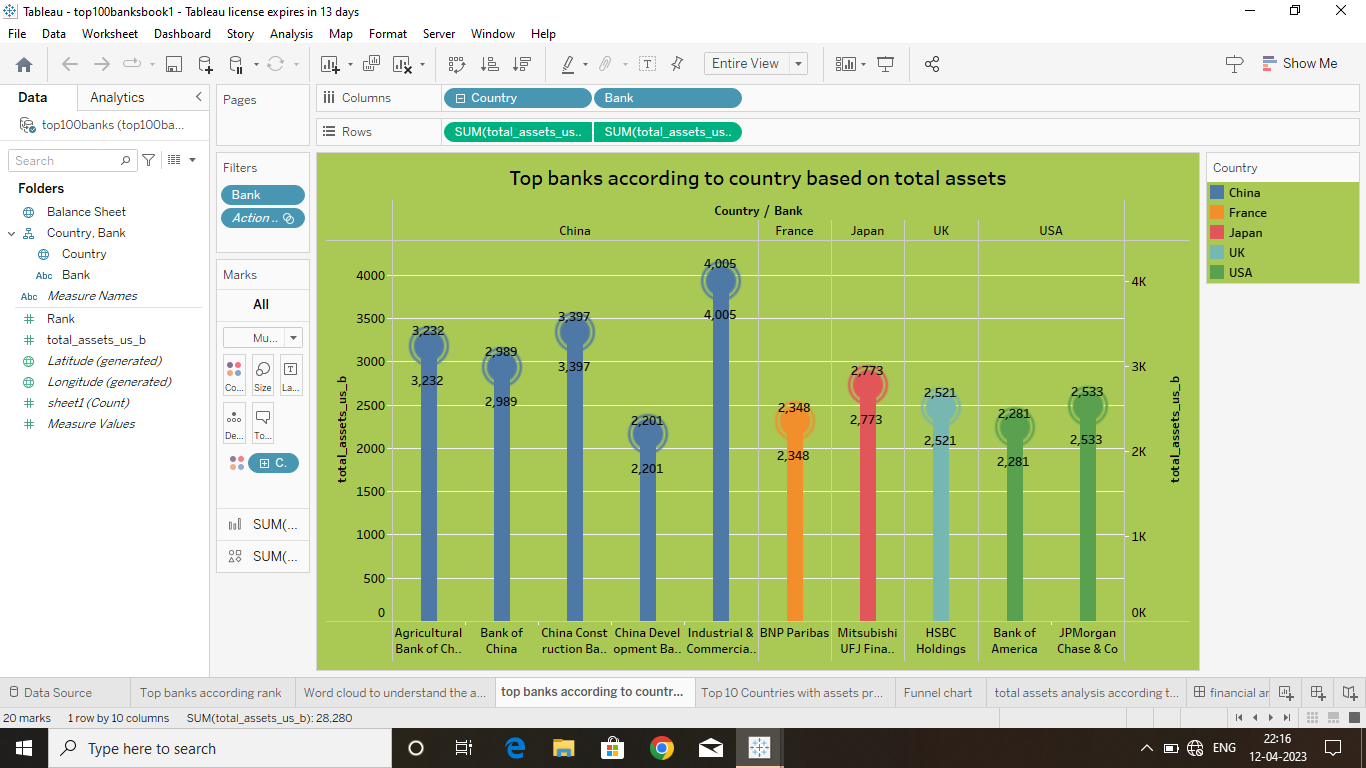 Tableau - top100banksbook1 - Tableau license expires in 13 days
File Data Worksheet Dashboard Story Analysis Map Format Server Window Help
Entire View
Show Me
Data Analytics
top100banks (top100ba...
Search
Folders
Balance Sheet
Country, Bank
Country
Abc Bank
Abc Measure Names
Rank
total_assets_us_b
Latitude (generated)
Longitude (generated)
sheet1 (Count)
Measure Values
Pages
Filters
Bank
Action ..
Marks
All
Mu...
Co... Size La...
De... To...
C.
SUM(...
SUM(...
Columns Country Bank
Rows SUM(total_assets_us.. SUM(total_assets_us..
Top banks according to country based on total assets
Country / Bank
China France Japan UK USA
total_assets_us_b
4000
3500
3000
2500
2000
1500
1000
500
0
3,232
3,232
2,989
2,989
3,397
3,397
2,201
2,201
4,005
4,005
2,348
2,348
2,773
2,773
2,521
2,521
2,281
2,281
2,533
2,533
4K
3K
2K
1K
0K
total_assets_us_b
Agricultural
Bank of Ch..
Bank of
China
China Const
ruction Ba..
China Devel
opment Ba..
Industrial &
Commercia..
BNP Paribas
Mitsubishi
UFJ Fina..
HSBC
Holdings
Bank of
America
JPMorgan
Chase & Co
Country
China
France
Japan
UK
USA
Data Source Top banks according rank Word cloud to understand the a... top banks according to countr... Top 10 Countries with assets pr... Funnel chart total assets analysis according t... financial an
20 marks 1 row by 10 columns SUM(total_assets_us_b): 28,280
Type here to search
ENG
22:16
12-04-2023